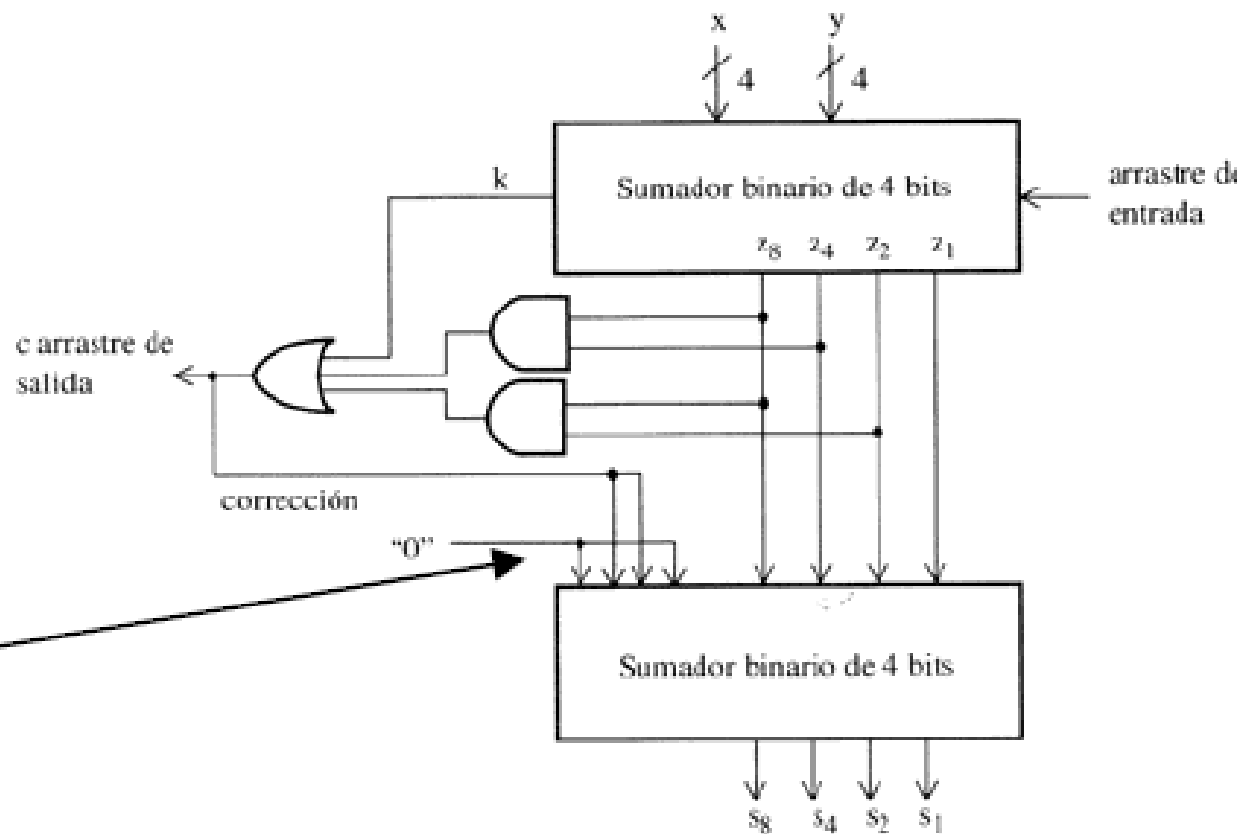 x y
4 4
k
Sumador binario de 4 bits
arrastre de
entrada
z8 z4 z2 z1
c arrastre de
salida
corrección
“0”
Sumador binario de 4 bits
s8 s4 s2 s1